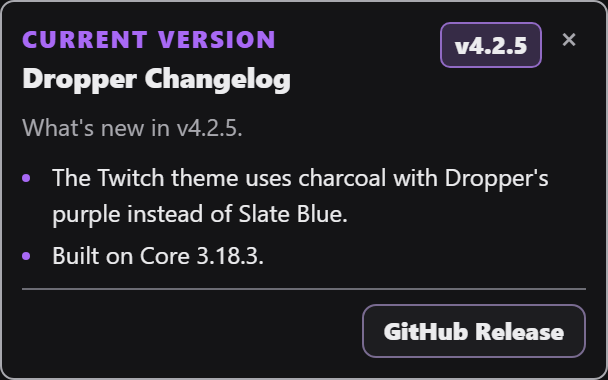 CURRENT VERSION
v4.2.5
×
Dropper Changelog
What's new in v4.2.5.
• The Twitch theme uses charcoal with Dropper's
purple instead of Slate Blue.
• Built on Core 3.18.3.
GitHub Release